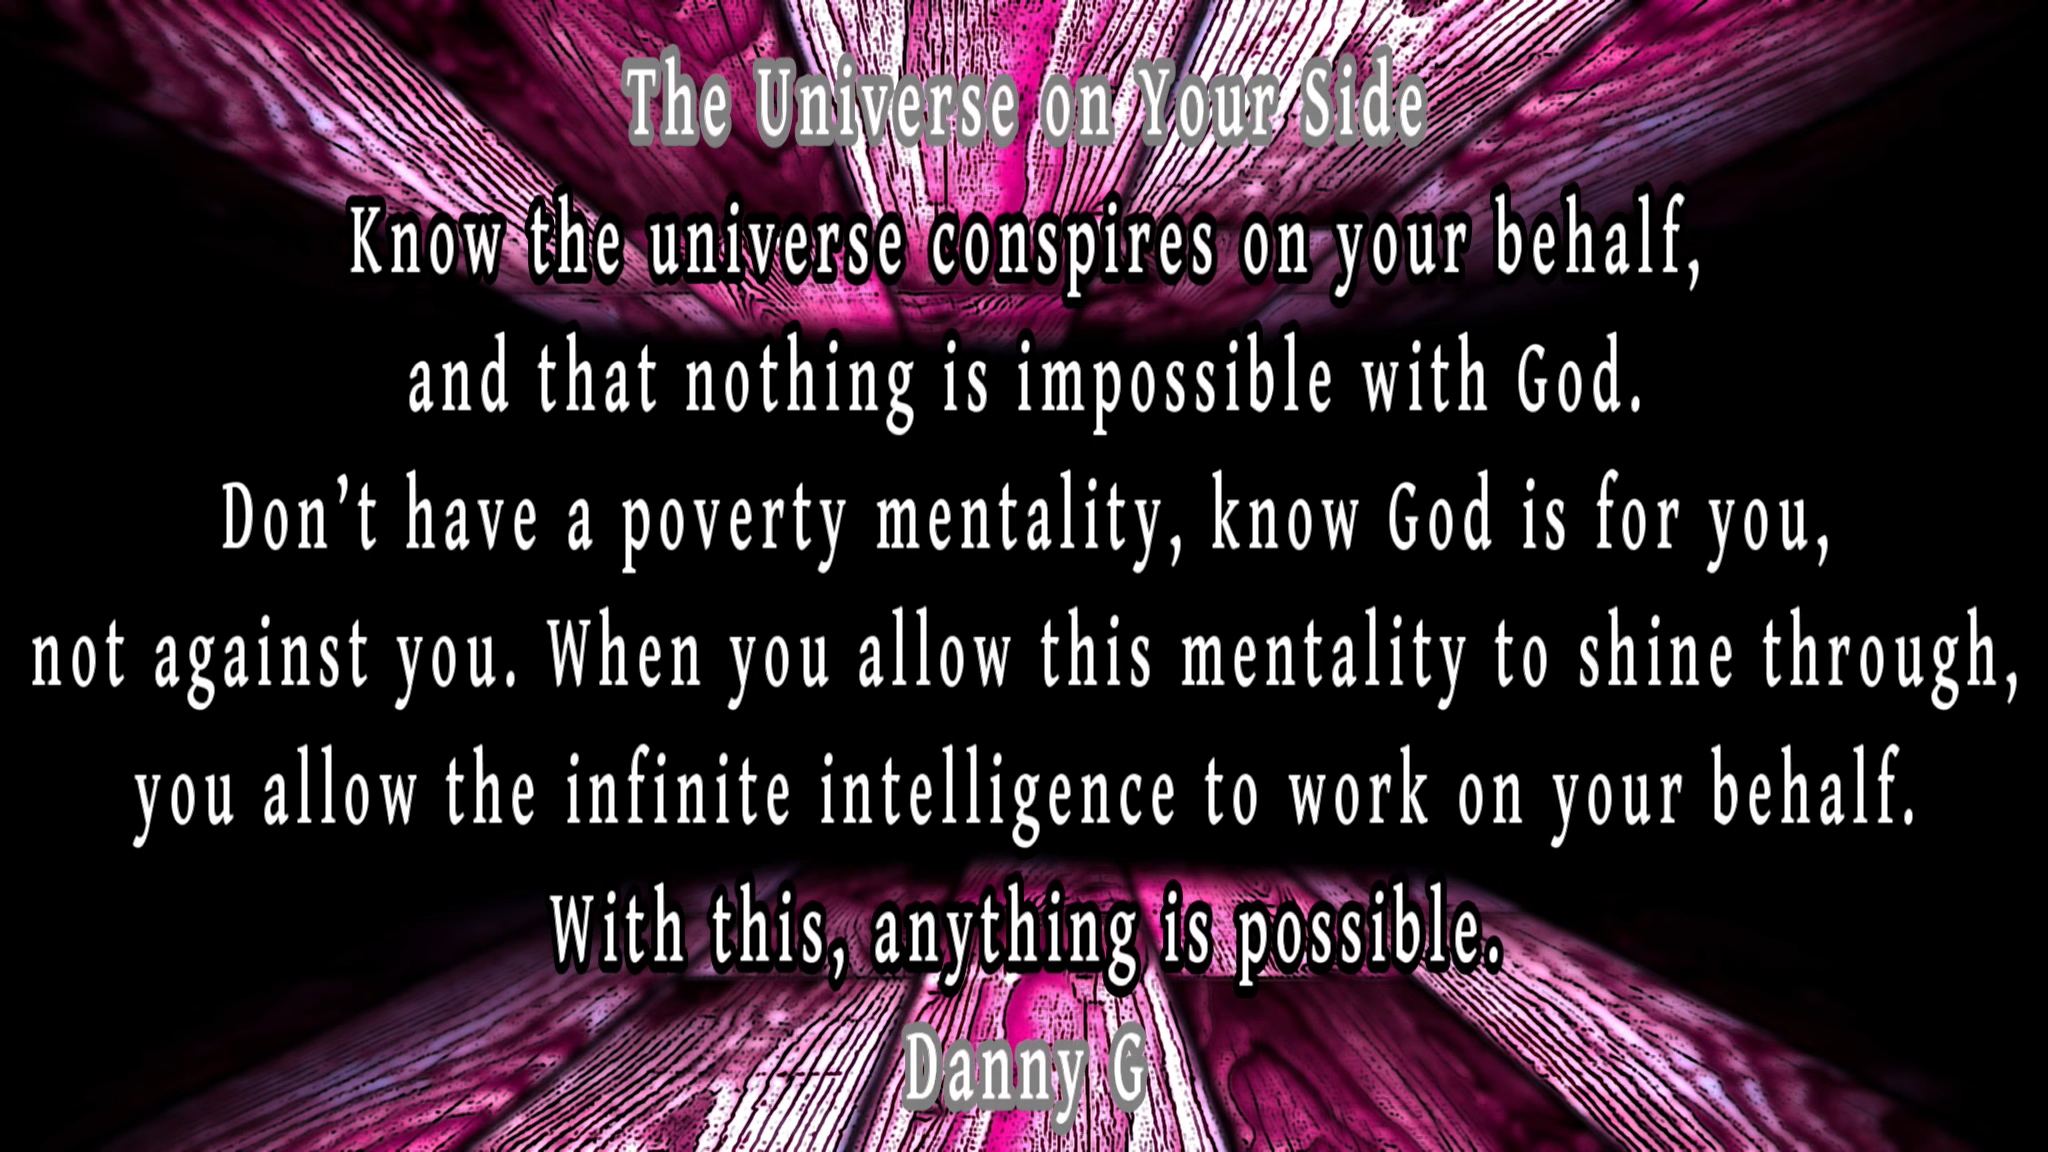 The Universe on Your Side
Know the universe conspires on your behalf,
and that nothing is impossible with God.
Don’t have a poverty mentality, know God is for you,
not against you. When you allow this mentality to shine through,
you allow the infinite intelligence to work on your behalf.
With this, anything is possible.
Danny G